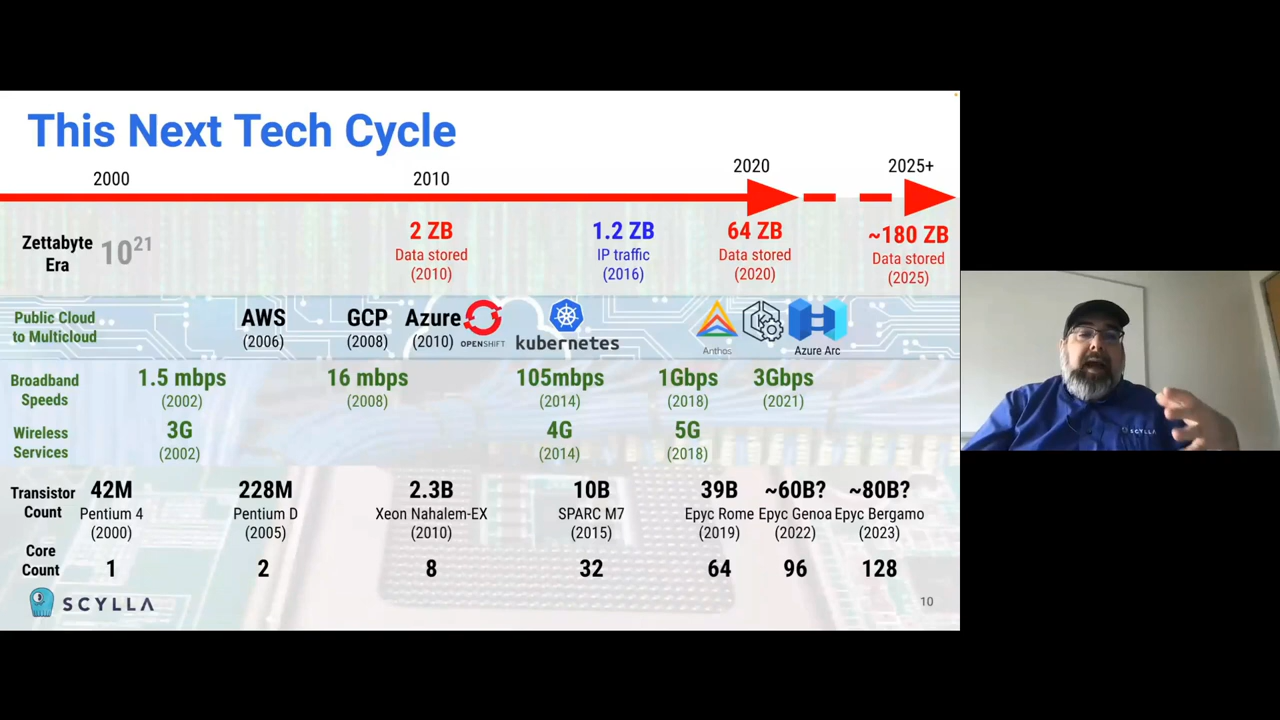 This Next Tech Cycle
2000
2010
2020
2025+
Zettabyte
Era
10²¹
2 ZB
Data stored
(2010)
1.2 ZB
IP traffic
(2016)
64 ZB
Data stored
(2020)
~180 ZB
Data stored
(2025)
Public Cloud
to Multicloud
AWS
(2006)
GCP
(2008)
Azure
(2010)
OPENSHIFT
kubernetes
Anthos
Azure Arc
Broadband
Speeds
1.5 mbps
(2002)
16 mbps
(2008)
105mbps
(2014)
1Gbps
(2018)
3Gbps
(2021)
Wireless
Services
3G
(2002)
4G
(2014)
5G
(2018)
Transistor
Count
42M
Pentium 4
(2000)
228M
Pentium D
(2005)
2.3B
Xeon Nahalem-EX
(2010)
10B
SPARC M7
(2015)
39B
Epyc Rome
(2019)
~60B?
Epyc Genoa
(2022)
~80B?
Epyc Bergamo
(2023)
Core
Count
1
2
8
32
64
96
128
SCYLLA
10
SCYLLA